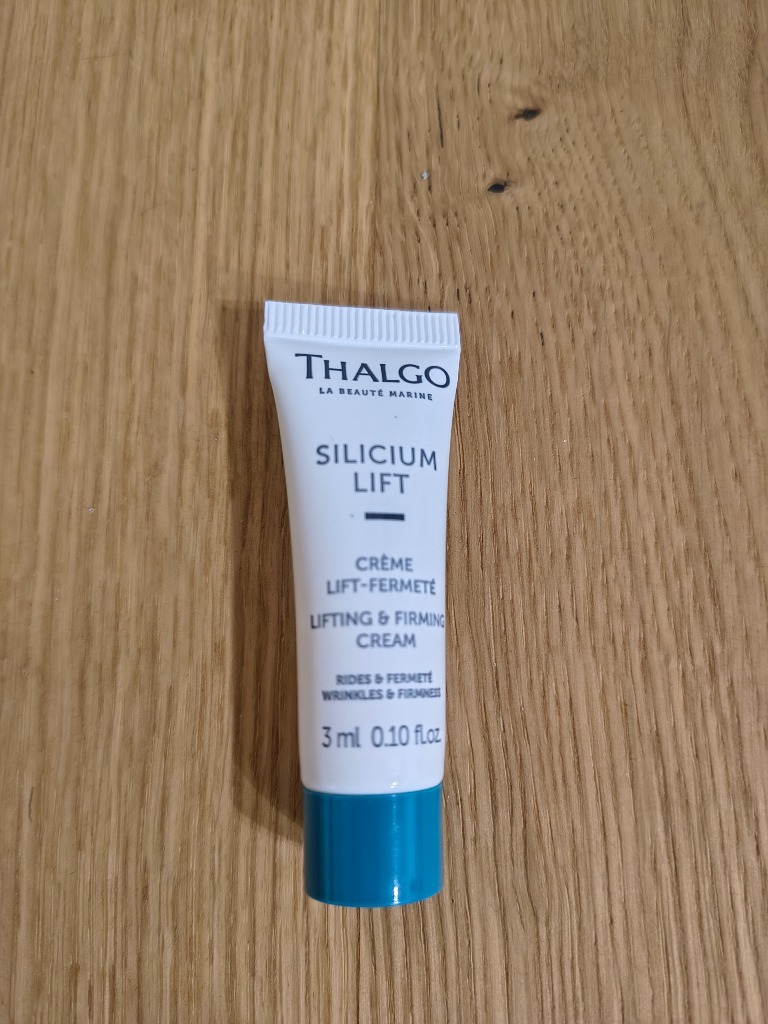 THALGO
LA BEAUTÉ MARINE
SILICIUM
LIFT
CRÈME
LIFT-FERMETÉ
LIFTING & FIRMING
CREAM
RIDES & FERMETÉ
WRINKLES & FIRMNESS
3 ml 0.10 fl.oz